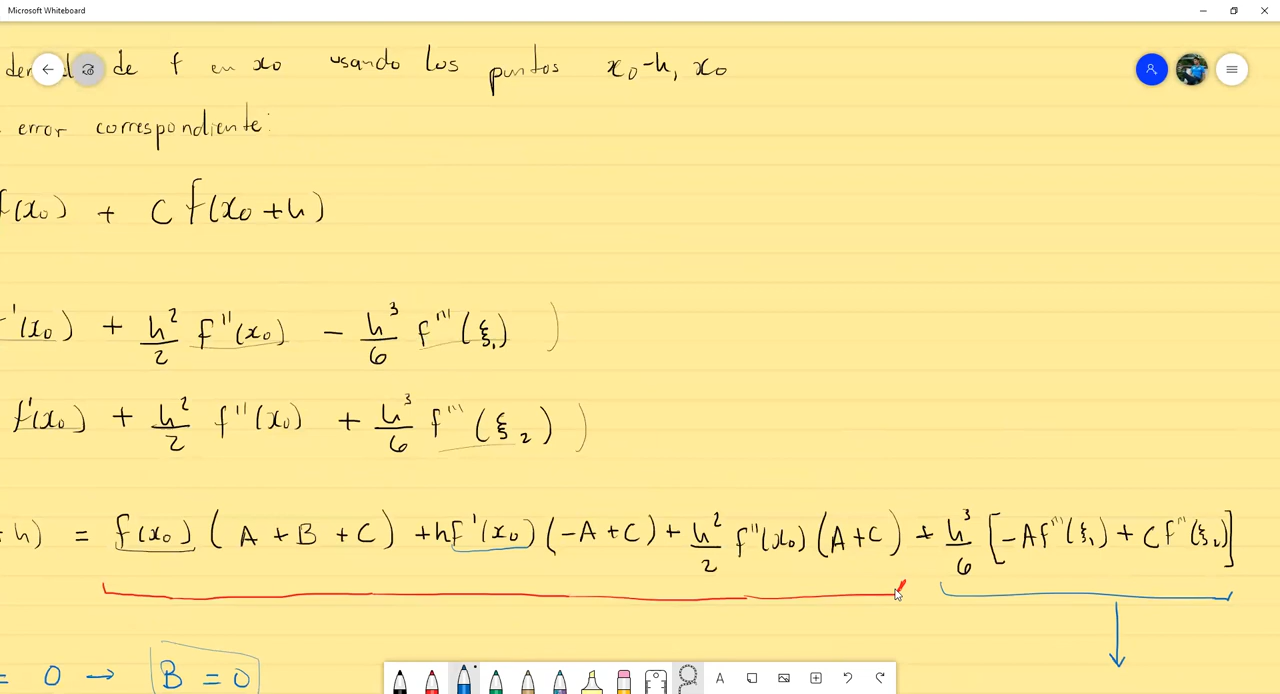 Microsoft Whiteboard
de f en x₀ usando los puntos x₀-h, x₀
error correspondiente:
f(x₀) + C f(x₀+h)
f'(x₀) + h²/2 f''(x₀) - h³/6 f'''(ξ₁) )
f'(x₀) + h²/2 f''(x₀) + h³/6 f'''(ξ₂) )
h) = f(x₀) (A + B + C) + hf'(x₀) (-A + C) + h²/2 f''(x₀) (A+C) + h³/6 [-Af'''(ξ₁) + Cf'''(ξ₂)]
= 0 → B = 0
A